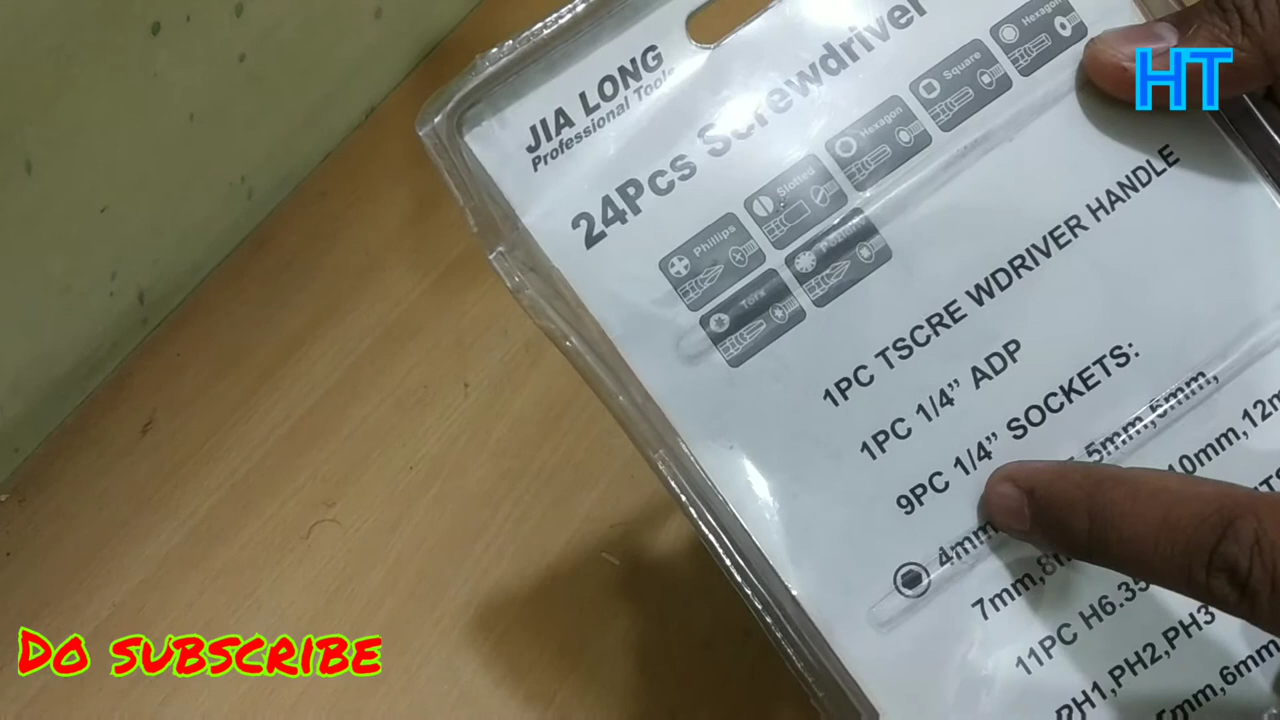 HT
JIA LONG
Professional Tools
24Pcs Screwdriver
Phillips
Slotted
Hexagon
Square
Hexagon
Torx
1PC TSCRE WDRIVER HANDLE
1PC 1/4” ADP
9PC 1/4” SOCKETS:
4mm 5mm,6mm,
7mm,8 10mm,12m
11PC H6.35
PH1,PH2,PH3
5mm,6mm
DO SUBSCRIBE